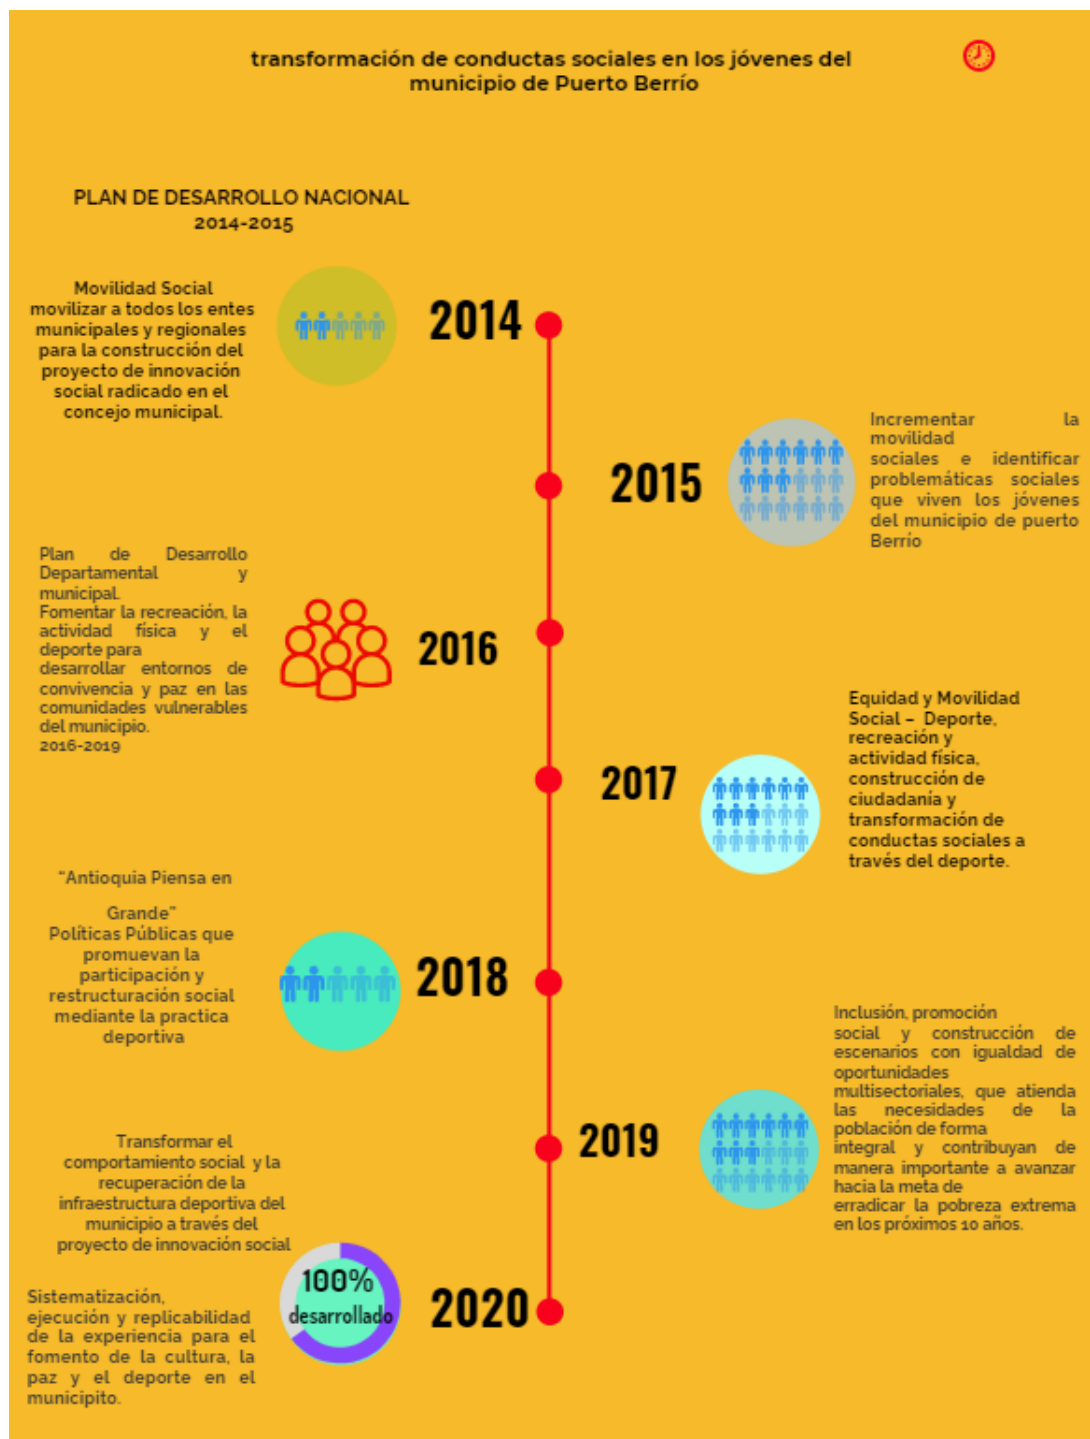 transformación de conductas sociales en los jóvenes del
municipio de Puerto Berrío
PLAN DE DESARROLLO NACIONAL
2014-2015
Movilidad Social
movilizar a todos los entes
municipales y regionales
para la construcción del
proyecto de innovación
social radicado en el
concejo municipal.
2014
2015
Incrementar la
movilidad
sociales e identificar
problemáticas sociales
que viven los jóvenes
del municipio de puerto
Berrío
Plan de Desarrollo
Departamental y
municipal.
Fomentar la recreación, la
actividad física y el
deporte para
desarrollar entornos de
convivencia y paz en las
comunidades vulnerables
del municipio.
2016-2019
2016
2017
Equidad y Movilidad
Social – Deporte,
recreación y
actividad física,
construcción de
ciudadanía y
transformación de
conductas sociales a
través del deporte.
“Antioquia Piensa en
Grande”
Políticas Públicas que
promuevan la
participación y
restructuración social
mediante la practica
deportiva
2018
2019
Inclusión, promoción
social y construcción de
escenarios con igualdad de
oportunidades
multisectoriales, que atienda
las necesidades de la
población de forma
integral y contribuyan de
manera importante a avanzar
hacia la meta de
erradicar la pobreza extrema
en los próximos 10 años.
Transformar el
comportamiento social y la
recuperación de la
infraestructura deportiva del
municipio a través del
proyecto de innovación social
Sistematización,
ejecución y replicabilidad
de la experiencia para el
fomento de la cultura, la
paz y el deporte en el
municipito.
100%
desarrollado
2020